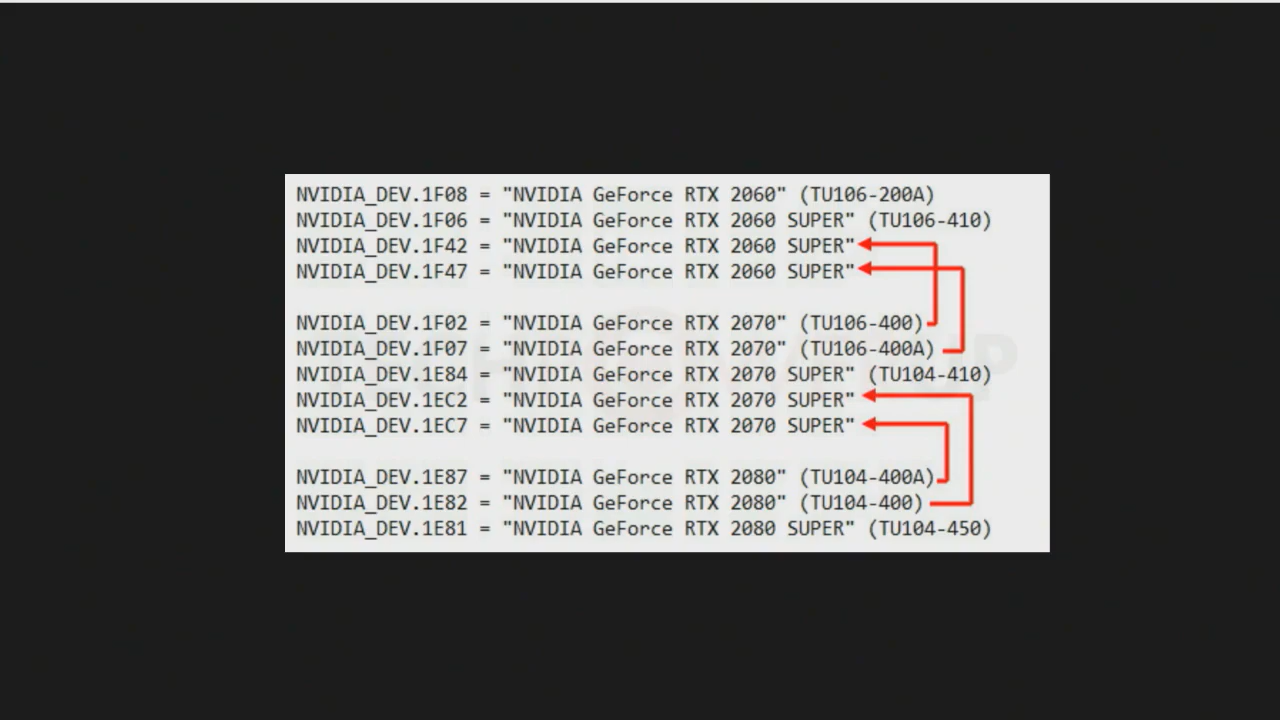 NVIDIA_DEV.1F08 = "NVIDIA GeForce RTX 2060" (TU106-200A)
NVIDIA_DEV.1F06 = "NVIDIA GeForce RTX 2060 SUPER" (TU106-410)
NVIDIA_DEV.1F42 = "NVIDIA GeForce RTX 2060 SUPER"
NVIDIA_DEV.1F47 = "NVIDIA GeForce RTX 2060 SUPER"
NVIDIA_DEV.1F02 = "NVIDIA GeForce RTX 2070" (TU106-400)
NVIDIA_DEV.1F07 = "NVIDIA GeForce RTX 2070" (TU106-400A)
NVIDIA_DEV.1E84 = "NVIDIA GeForce RTX 2070 SUPER" (TU104-410)
NVIDIA_DEV.1EC2 = "NVIDIA GeForce RTX 2070 SUPER"
NVIDIA_DEV.1EC7 = "NVIDIA GeForce RTX 2070 SUPER"
NVIDIA_DEV.1E87 = "NVIDIA GeForce RTX 2080" (TU104-400A)
NVIDIA_DEV.1E82 = "NVIDIA GeForce RTX 2080" (TU104-400)
NVIDIA_DEV.1E81 = "NVIDIA GeForce RTX 2080 SUPER" (TU104-450)